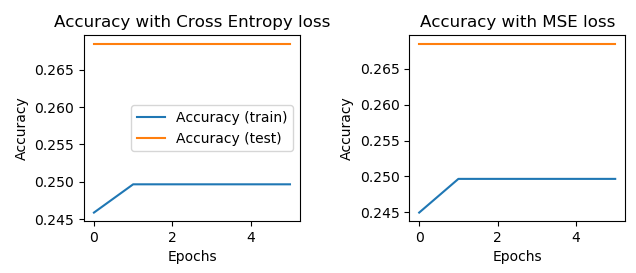 Accuracy with Cross Entropy loss
Accuracy
0.265
0.260
0.255
0.250
0.245
Accuracy (train)
Accuracy (test)
0 2 4
Epochs
Accuracy with MSE loss
Accuracy
0.265
0.260
0.255
0.250
0.245
0 2 4
Epochs